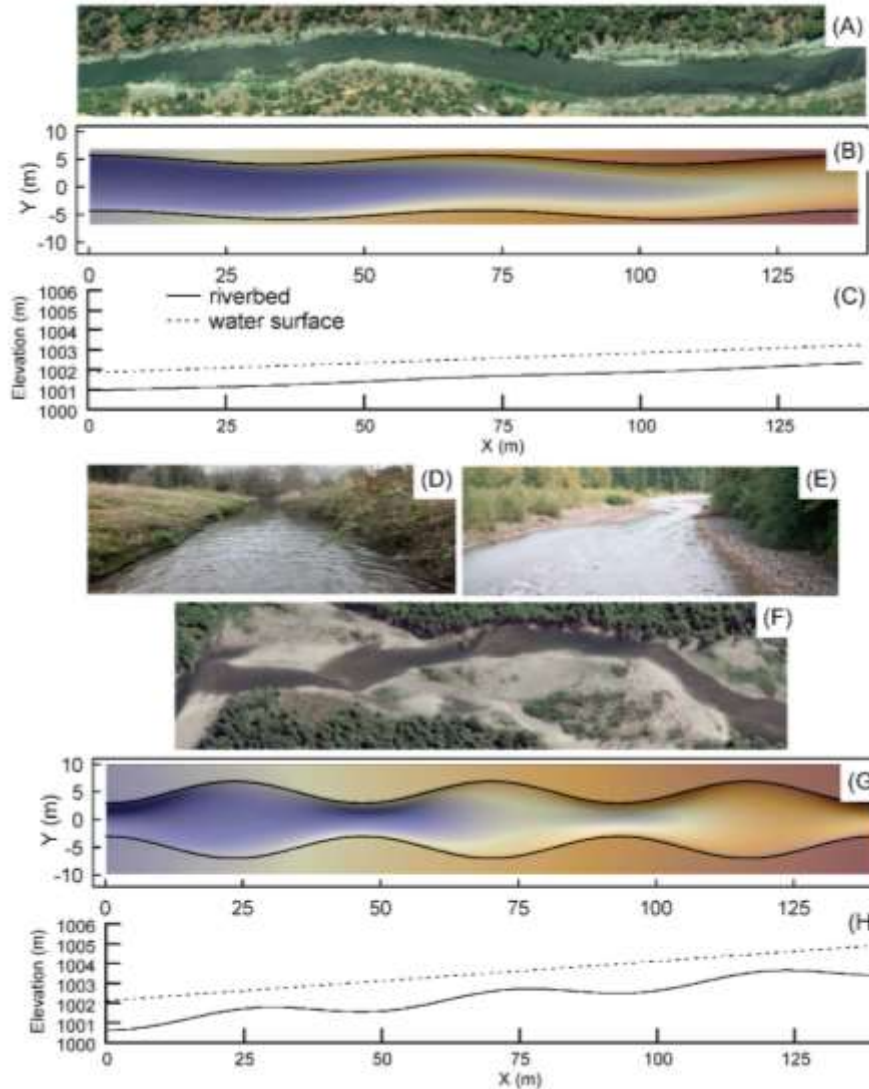 (A)
10
5
0
-5
-10
Y (m)
(B)
0 25 50 75 100 125
1006
1005
1004
1003
1002
1001
1000
Elevation (m)
riverbed
water surface
(C)
0 25 50 75 100 125
X (m)
(D) (E)
(F)
10
5
0
-5
-10
Y (m)
(G)
0 25 50 75 100 125
1006
1005
1004
1003
1002
1001
1000
Elevation (m)
(H)
0 25 50 75 100 125
X (m)